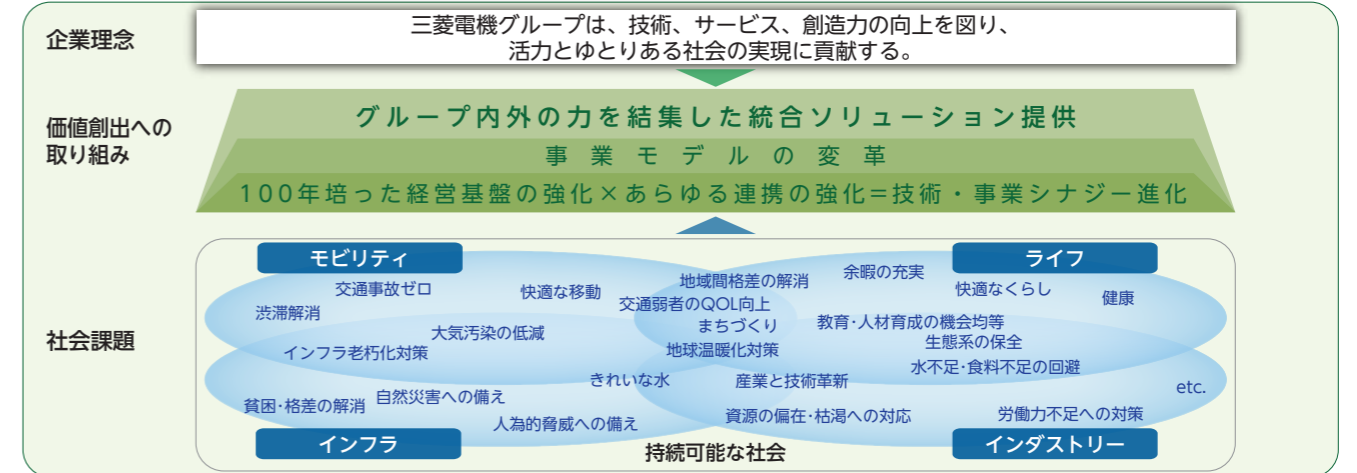 企業理念
三菱電機グループは、技術、サービス、創造力の向上を図り、
活力とゆとりある社会の実現に貢献する。
価値創出への
取り組み
グループ内外の力を結集した統合ソリューション提供
事業モデルの変革
100年培った経営基盤の強化×あらゆる連携の強化=技術・事業シナジー進化
社会課題
モビリティ
ライフ
交通事故ゼロ
快適な移動
地域間格差の解消
余暇の充実
快適なくらし
健康
渋滞解消
交通弱者のQOL向上
大気汚染の低減
まちづくり
教育・人材育成の機会均等
生態系の保全
インフラ老朽化対策
地球温暖化対策
水不足・食料不足の回避
きれいな水
産業と技術革新
etc.
貧困・格差の解消
自然災害への備え
人為的脅威への備え
資源の偏在・枯渇への対応
労働力不足への対策
インフラ
持続可能な社会
インダストリー